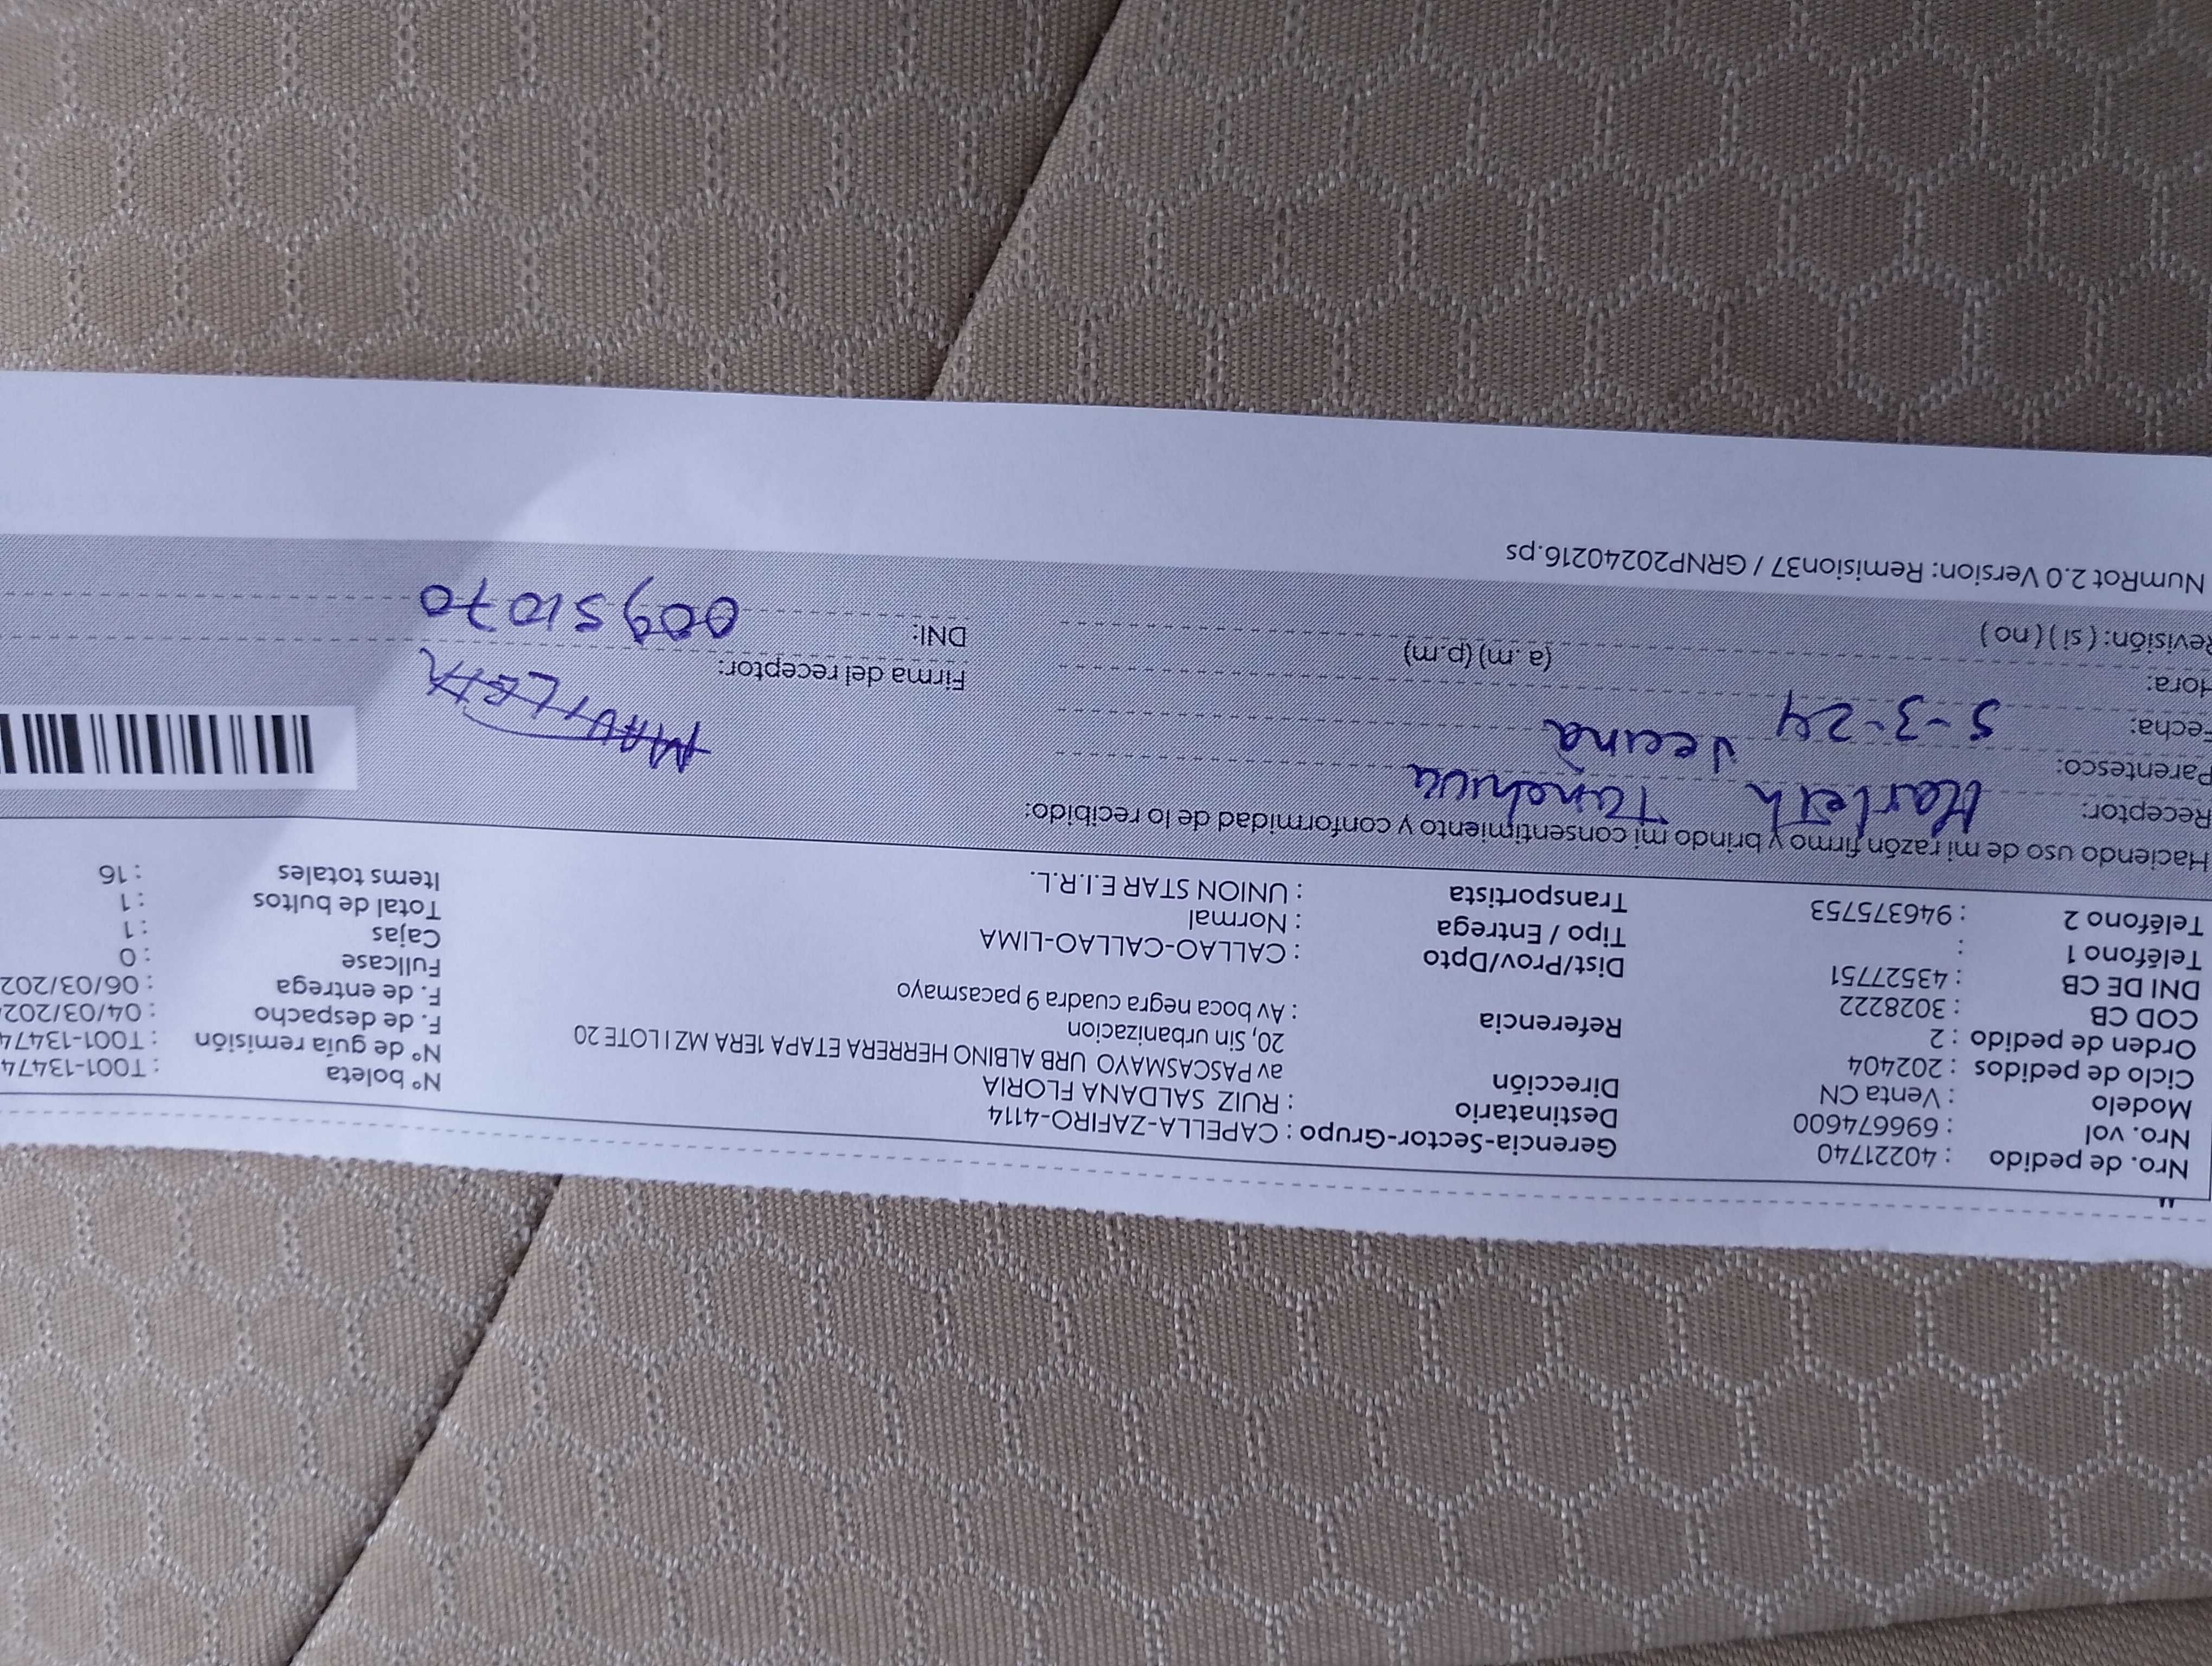 Nro. de pedido : 40221740
Nro. vol : 696674600
Modelo : Venta CN
Ciclo de pedidos : 202404
Orden de pedido : 2
COD CB : 3028222
DNI DE CB : 43527751
Teléfono 1 :
Teléfono 2 : 946375753
Gerencia-Sector-Grupo : CAPELLA-ZAFIRO-4114
Destinatario : RUIZ SALDANA FLORIA
Dirección av PASCASMAYO URB ALBINO HERRERA ETAPA 1ERA MZ I LOTE 20
20, Sin urbanizacion
Referencia : Av boca negra cuadra 9 pacasmayo
Dist/Prov/Dpto : CALLAO-CALLAO-LIMA
Tipo / Entrega : Normal
Transportista : UNION STAR E.I.R.L.
N° boleta : T001-13474
N° de guía remisión : T001-13474
F. de despacho : 04/03/202
F. de entrega : 06/03/202
Fullcase : 0
Cajas : 1
Total de bultos : 1
Items totales : 16
Haciendo uso de mi razón firmo y brindo mi consentimiento y conformidad de lo recibido:
Receptor: Marleth Tanchiva
Parentesco: Vecina
Fecha: 5-3-24
Hora: (a.m) (p.m)
Revisión: ( si ) ( no )
Firma del receptor:
DNI: 00951070
NumRot 2.0 Version: Remision37 / GRNP20240216.ps